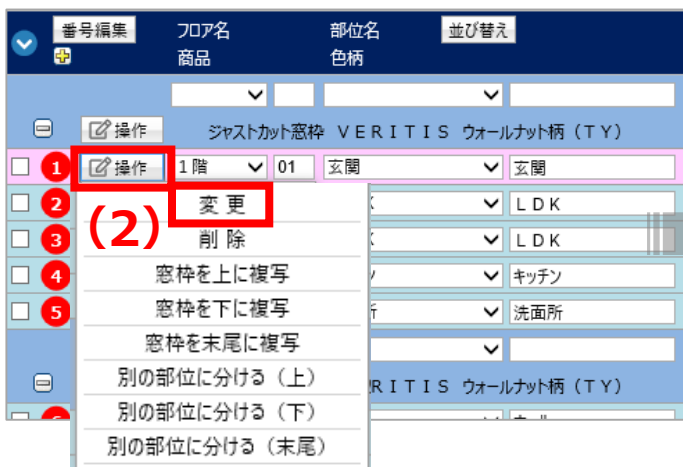 番号編集 フロア名 部位名 並び替え
商品 色柄
操作 ジャストカット窓枠 VERITIS ウォールナット柄 (TY)
1 操作 1階 01 玄関 玄関
2 変更 LDK
(2)
3 削除 LDK
4 窓枠を上に複写 キッチン
5 窓枠を下に複写 洗面所
窓枠を末尾に複写
別の部位に分ける (上) RITIS ウォールナット柄 (TY)
別の部位に分ける (下)
別の部位に分ける (末尾)